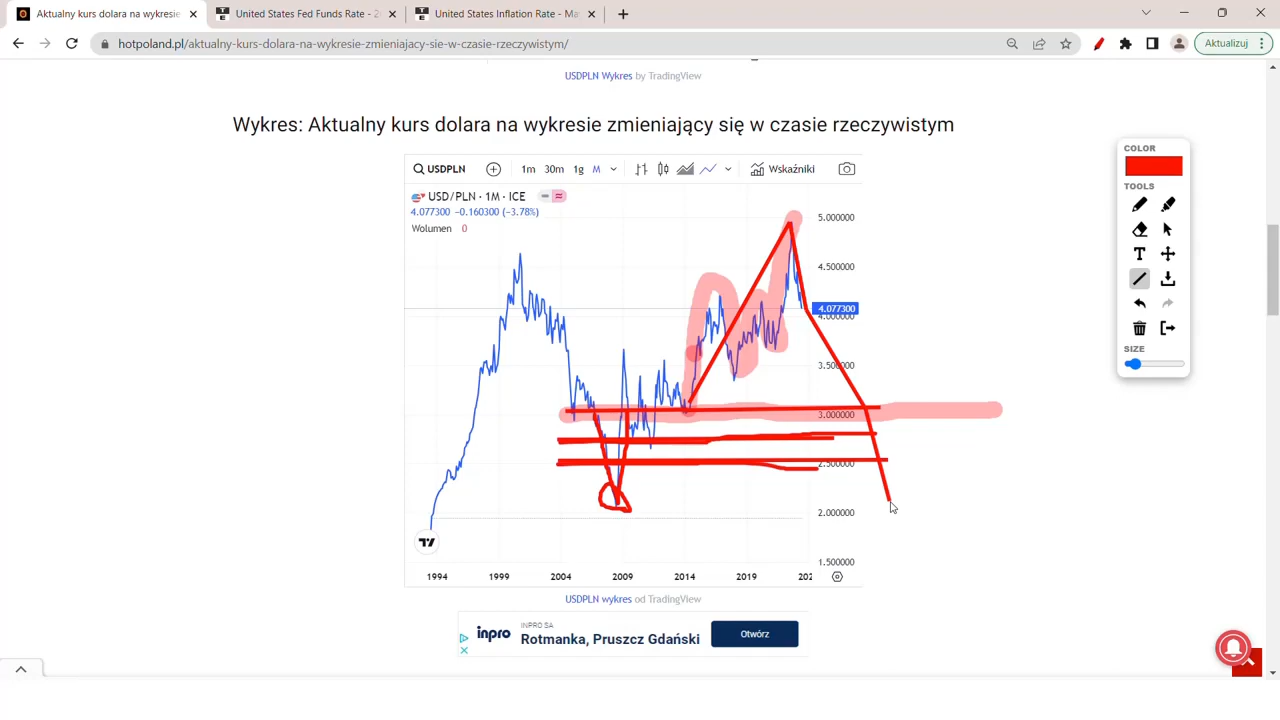 Aktualny kurs dolara na wykresie
United States Fed Funds Rate - 2
United States Inflation Rate - Ma
hotpoland.pl/aktualny-kurs-dolara-na-wykresie-zmieniajacy-sie-w-czasie-rzeczywistym/
Aktualizuj
USDPLN Wykres by TradingView
Wykres: Aktualny kurs dolara na wykresie zmieniający się w czasie rzeczywistym
USDPLN 1m 30m 1g M Wskaźniki
USD/PLN · 1M · ICE
4.077300 −0.160300 (−3.78%)
Wolumen 0
5.000000
4.500000
4.077300
4.000000
3.500000
3.000000
2.500000
2.000000
1.500000
1994 1999 2004 2009 2014 2019 202
USDPLN wykres od TradingView
inpro
INPRO SA
Rotmanka, Pruszcz Gdański
Otwórz
COLOR
TOOLS
T
SIZE